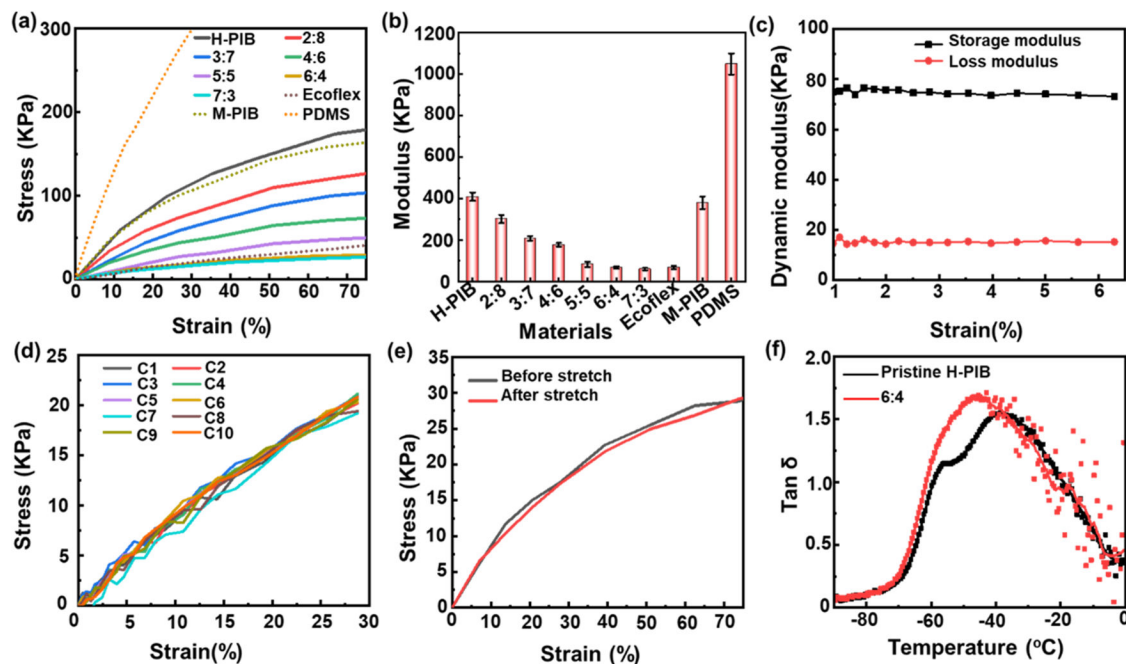 (a)
300
200
100
0
Stress (KPa)
H-PIB 2:8
3:7 4:6
5:5 6:4
7:3 Ecoflex
M-PIB PDMS
0 10 20 30 40 50 60 70
Strain (%)
(b)
1200
1000
800
600
400
200
0
Modulus (KPa)
H-PIB 2:8 3:7 4:6 5:5 6:4 7:3 Ecoflex M-PIB PDMS
Materials
(c)
100
80
60
40
20
0
Dynamic modulus(KPa)
Storage modulus
Loss modulus
1 2 3 4 5 6
Strain(%)
(d)
25
20
15
10
5
0
Stress (KPa)
C1 C2
C3 C4
C5 C6
C7 C8
C9 C10
0 5 10 15 20 25 30
Strain(%)
(e)
35
30
25
20
15
10
5
0
Stress (KPa)
Before stretch
After stretch
0 10 20 30 40 50 60 70
Strain (%)
(f)
2.0
1.5
1.0
0.5
0
Tan δ
Pristine H-PIB
6:4
-80 -60 -40 -20 0
Temperature (°C)